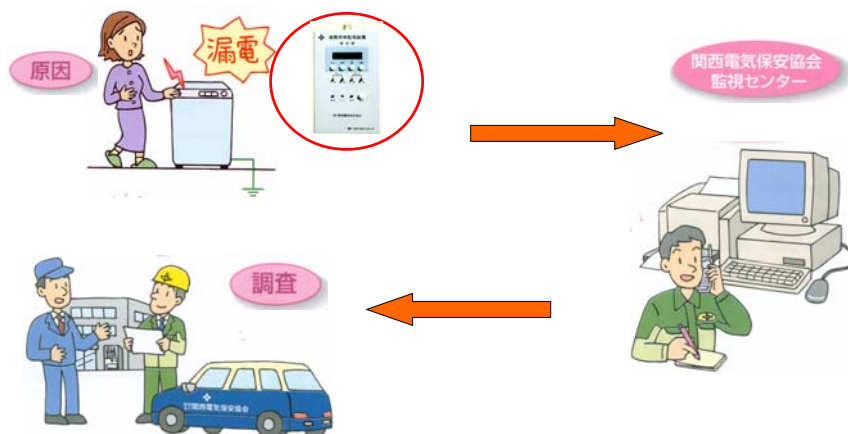 原因
漏電
関西電気保安協会
監視センター
調査
関西電気保安協会